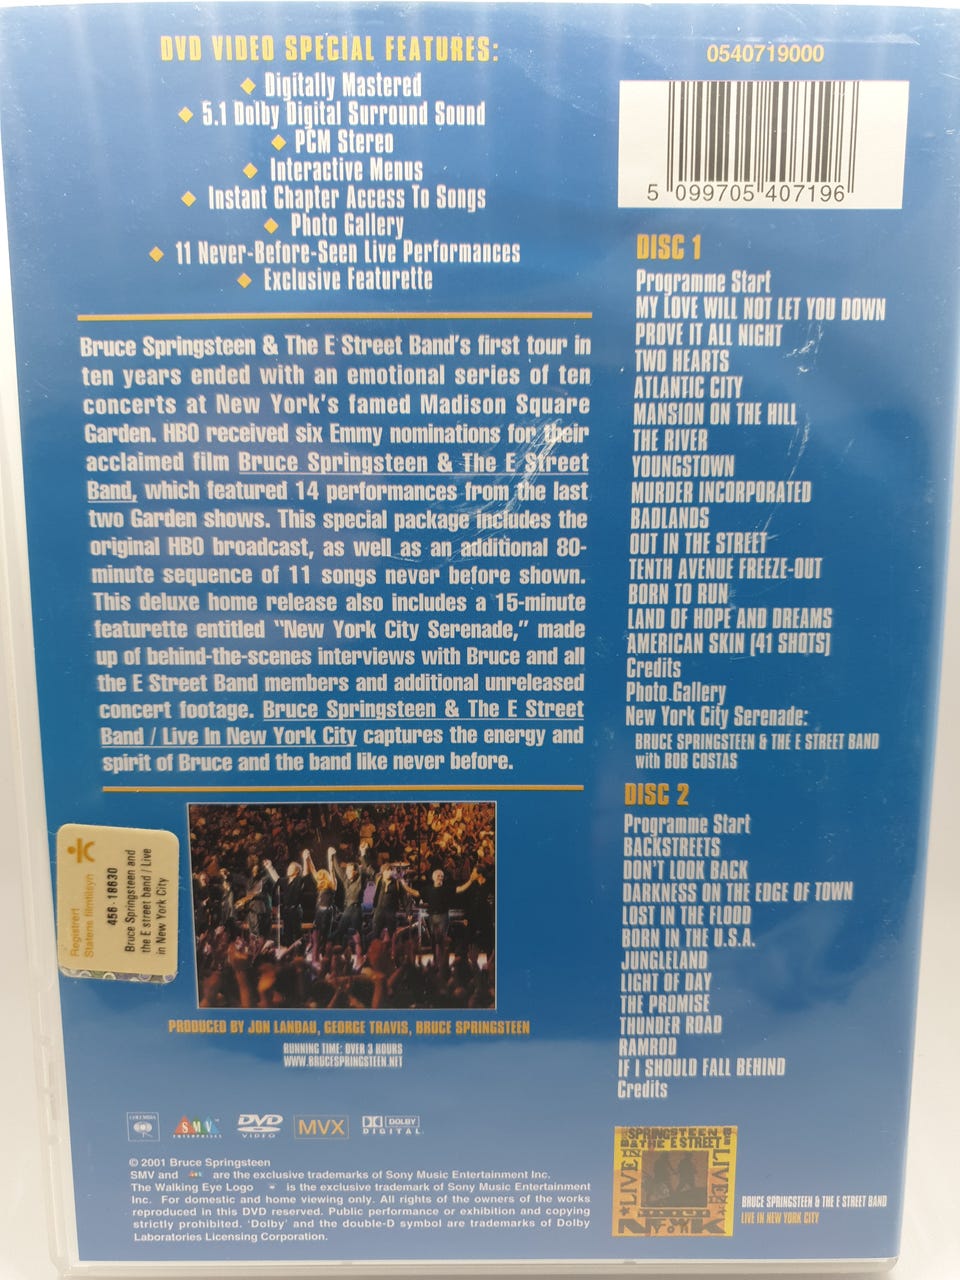 DVD VIDEO SPECIAL FEATURES:
◆ Digitally Mastered
◆ 5.1 Dolby Digital Surround Sound
◆ PCM Stereo
◆ Interactive Menus
◆ Instant Chapter Access To Songs
◆ Photo Gallery
◆ 11 Never-Before-Seen Live Performances
◆ Exclusive Featurette
Bruce Springsteen & The E Street Band's first tour in
ten years ended with an emotional series of ten
concerts at New York's famed Madison Square
Garden. HBO received six Emmy nominations for their
acclaimed film Bruce Springsteen & The E Street
Band, which featured 14 performances from the last
two Garden shows. This special package includes the
original HBO broadcast, as well as an additional 80-
minute sequence of 11 songs never before shown.
This deluxe home release also includes a 15-minute
featurette entitled "New York City Serenade," made
up of behind-the-scenes interviews with Bruce and all
the E Street Band members and additional unreleased
concert footage. Bruce Springsteen & The E Street
Band / Live In New York City captures the energy and
spirit of Bruce and the band like never before.
Registrert
Statens filmtilsyn
456-18630
Bruce Springsteen and
the E street band / Live
in New York City
PRODUCED BY JON LANDAU, GEORGE TRAVIS, BRUCE SPRINGSTEEN
RUNNING TIME: OVER 3 HOURS
WWW.BRUCESPRINGSTEEN.NET
COLUMBIA
SMV
ENTERPRISES
DVD
VIDEO
MVX
DOLBY
DIGITAL
© 2001 Bruce Springsteen
SMV and are the exclusive trademarks of Sony Music Entertainment Inc.
The Walking Eye Logo is the exclusive trademark of Sony Music Entertainment
Inc. For domestic and home viewing only. All rights of the owners of the works
reproduced in this DVD reserved. Public performance or exhibition and copying
strictly prohibited. 'Dolby' and the double-D symbol are trademarks of Dolby
Laboratories Licensing Corporation.
0540719000
5 099705 407196
DISC 1
Programme Start
MY LOVE WILL NOT LET YOU DOWN
PROVE IT ALL NIGHT
TWO HEARTS
ATLANTIC CITY
MANSION ON THE HILL
THE RIVER
YOUNGSTOWN
MURDER INCORPORATED
BADLANDS
OUT IN THE STREET
TENTH AVENUE FREEZE-OUT
BORN TO RUN
LAND OF HOPE AND DREAMS
AMERICAN SKIN [41 SHOTS]
Credits
Photo Gallery
New York City Serenade:
BRUCE SPRINGSTEEN & THE E STREET BAND
with BOB COSTAS
DISC 2
Programme Start
BACKSTREETS
DON'T LOOK BACK
DARKNESS ON THE EDGE OF TOWN
LOST IN THE FLOOD
BORN IN THE U.S.A.
JUNGLELAND
LIGHT OF DAY
THE PROMISE
THUNDER ROAD
RAMROD
IF I SHOULD FALL BEHIND
Credits
SPRINGSTEEN
& THE E STREET
LIVE IN
LIVE IN
NEW
YORK
BRUCE SPRINGSTEEN & THE E STREET BAND
LIVE IN NEW YORK CITY